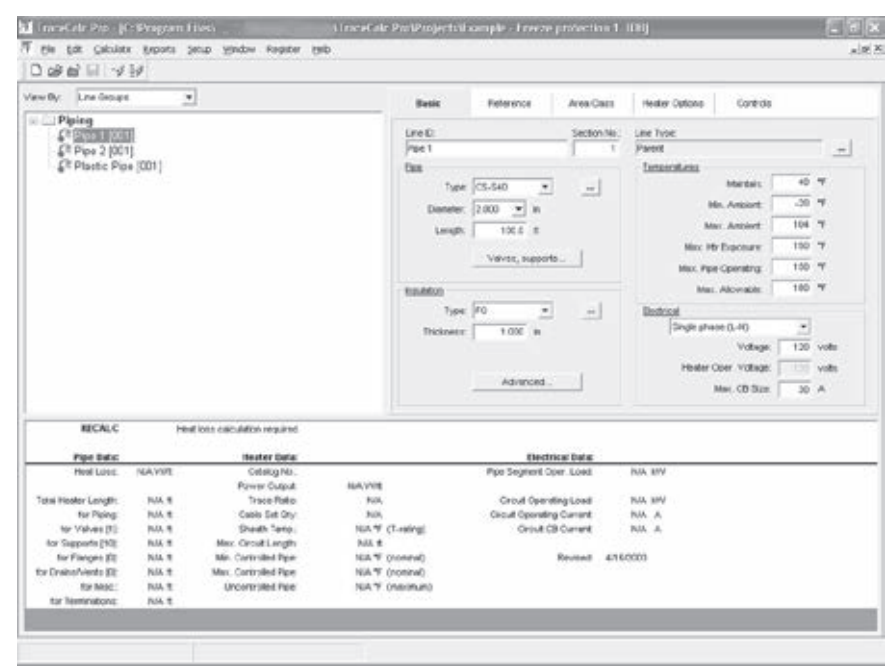 TraceCalc Pro - [C:\Program Files\ \TraceCalc Pro\Projects\Example - Freeze protection 1
File Edit Calculate Reports Setup Window Register Help
View By: Line Groups
Piping
Pipe 1 [001]
Pipe 2 [001]
Plastic Pipe [001]
Basic Reference Area Class Heater Options Controls
Line ID: Section No.: Line Type:
Pipe 1 1 Parent ...
Pipe
Type: CS-S40 ...
Diameter: 2.000 in
Length: 100.0 ft
Valves, supports...
Insulation
Type: FG ...
Thickness: 1.000 in
Advanced...
Temperatures
Maintain: 40 °F
Min. Ambient: -20 °F
Max. Ambient: 104 °F
Max. Htr Exposure: 100 °F
Max. Pipe Operating: 100 °F
Max. Allowable: 180 °F
Electrical
Single phase (L-N)
Voltage: 120 volts
Heater Oper. Voltage: volts
Max. CB Size: 30 A
RECALC Heat loss calculation required.
Pipe Data: Heater Data: Electrical Data:
Heat Loss: N/A W/ft Catalog No.: Pipe Segment Oper. Load: N/A kW
Power Output: N/A W/ft
Total Heater Length: N/A ft Trace Ratio: N/A Circuit Operating Load: N/A kW
for Piping: N/A ft Cable Set Qty: N/A Circuit Operating Current: N/A A
for Valves [1]: N/A ft Sheath Temp.: N/A °F (T-rating) Circuit CB Current: N/A A
for Supports [10]: N/A ft Max. Circuit Length: N/A ft
for Flanges [0]: N/A ft Min. Controlled Pipe: N/A °F (nominal) Revised: 4/16/2003
for Drains/Vents [0]: N/A ft Max. Controlled Pipe: N/A °F (nominal)
for Misc.: N/A ft Uncontrolled Pipe: N/A °F (maximum)
for Terminations: N/A ft